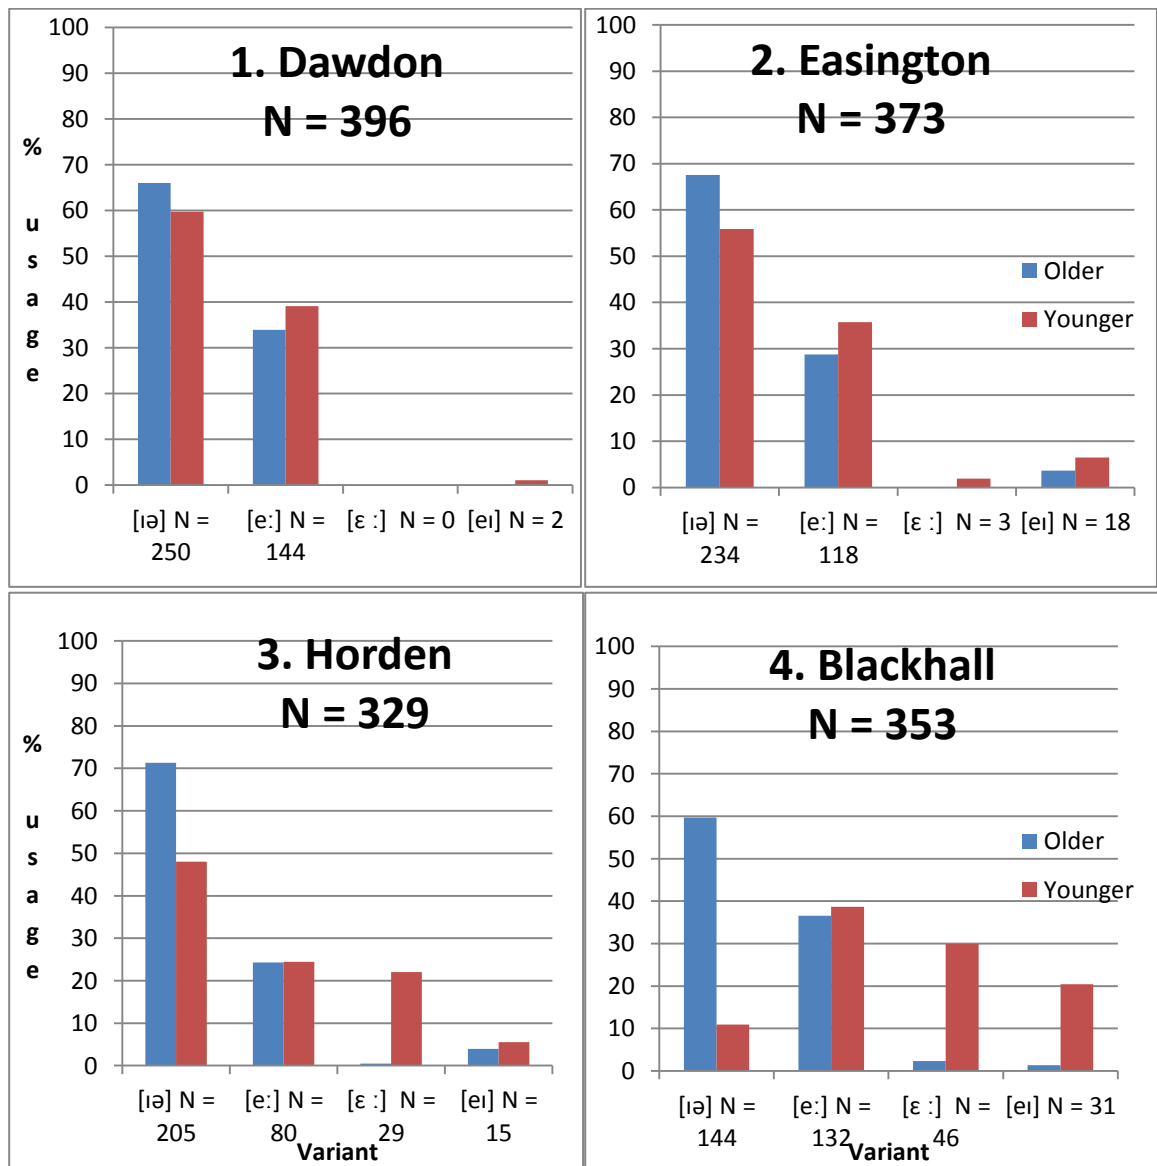 1. Dawdon
N = 396
100
90
80
70
60
50
40
30
20
10
0
%
u
s
a
g
e
[ɪə] N =
250
[eː] N =
144
[ɛ ː] N = 0
[eɪ] N = 2
2. Easington
N = 373
100
90
80
70
60
50
40
30
20
10
0
Older
Younger
[ɪə] N =
234
[eː] N =
118
[ɛ ː] N = 3
[eɪ] N = 18
3. Horden
N = 329
100
90
80
70
60
50
40
30
20
10
0
%
u
s
a
g
e
[ɪə] N =
205
[eː] N =
80
[ɛ ː] N =
29
[eɪ] N =
15
Variant
4. Blackhall
N = 353
100
90
80
70
60
50
40
30
20
10
0
Older
Younger
[ɪə] N =
144
[eː] N =
132
[ɛ ː] N =
46
[eɪ] N = 31
Variant